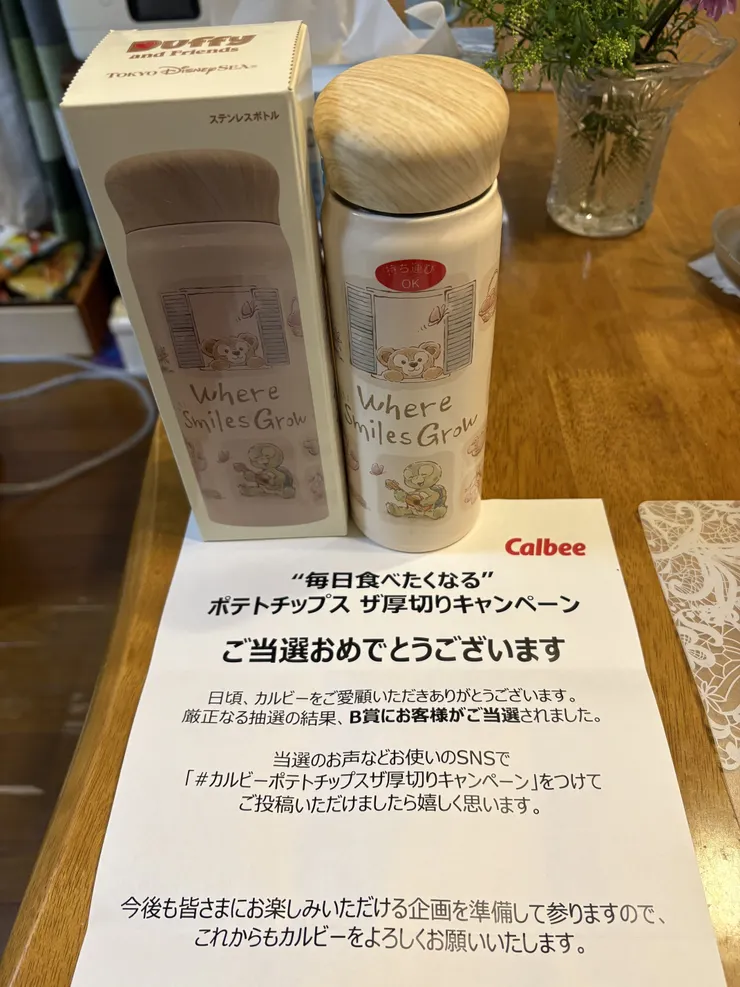 Duffy
and Friends
TOKYO DisneySEA®
ステンレスボトル
Where
Smiles Grow
持ち運び
OK
Where
Smiles Grow
Calbee
“毎日食べたくなる”
ポテトチップス ザ厚切りキャンペーン
ご当選おめでとうございます
日頃、カルビーをご愛顧いただきありがとうございます。
厳正なる抽選の結果、B賞にお客様がご当選されました。
当選のお声などお使いのSNSで
「#カルビーポテトチップスザ厚切りキャンペーン」をつけて
ご投稿いただけましたら嬉しく思います。
今後も皆さまにお楽しみいただける企画を準備して参りますので、
これからもカルビーをよろしくお願いいたします。